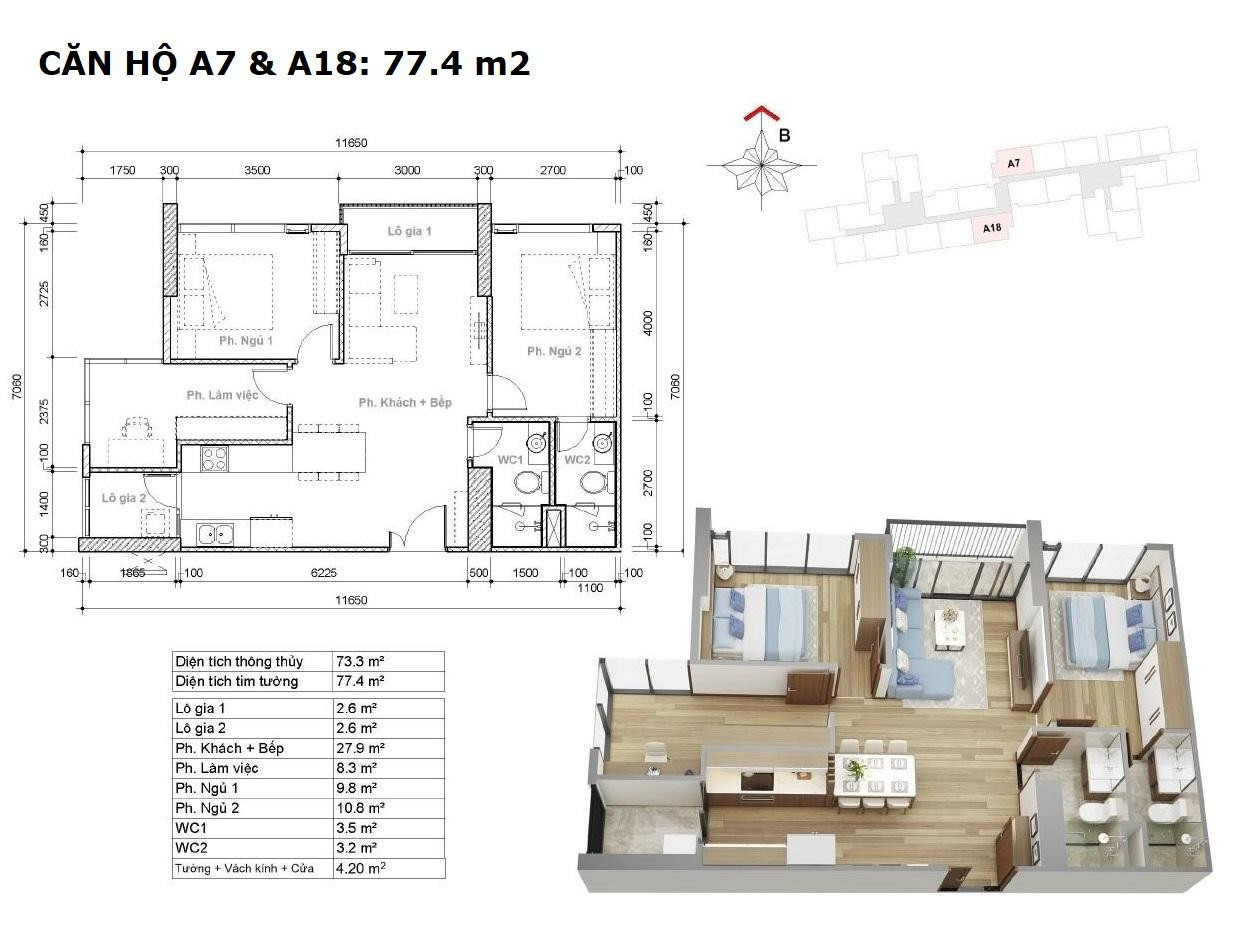 CĂN HỘ A7 & A18: 77.4 m2
B
A7
A18
11650
1750 300 3500 3000 300 2700 100
450
160
2725
2375
100
1400
300
7060
450
160
4000
100
2700
100
7060
Lô gia 1
Ph. Ngủ 1
Ph. Ngủ 2
Ph. Làm việc
Ph. Khách + Bếp
WC1
WC2
Lô gia 2
160 1865 100 6225 500 1500 100 100
1100
11650
Diện tích thông thủy 73.3 m²
Diện tích tim tường 77.4 m²
Lô gia 1 2.6 m²
Lô gia 2 2.6 m²
Ph. Khách + Bếp 27.9 m²
Ph. Làm việc 8.3 m²
Ph. Ngủ 1 9.8 m²
Ph. Ngủ 2 10.8 m²
WC1 3.5 m²
WC2 3.2 m²
Tường + Vách kính + Cửa 4.20 m²